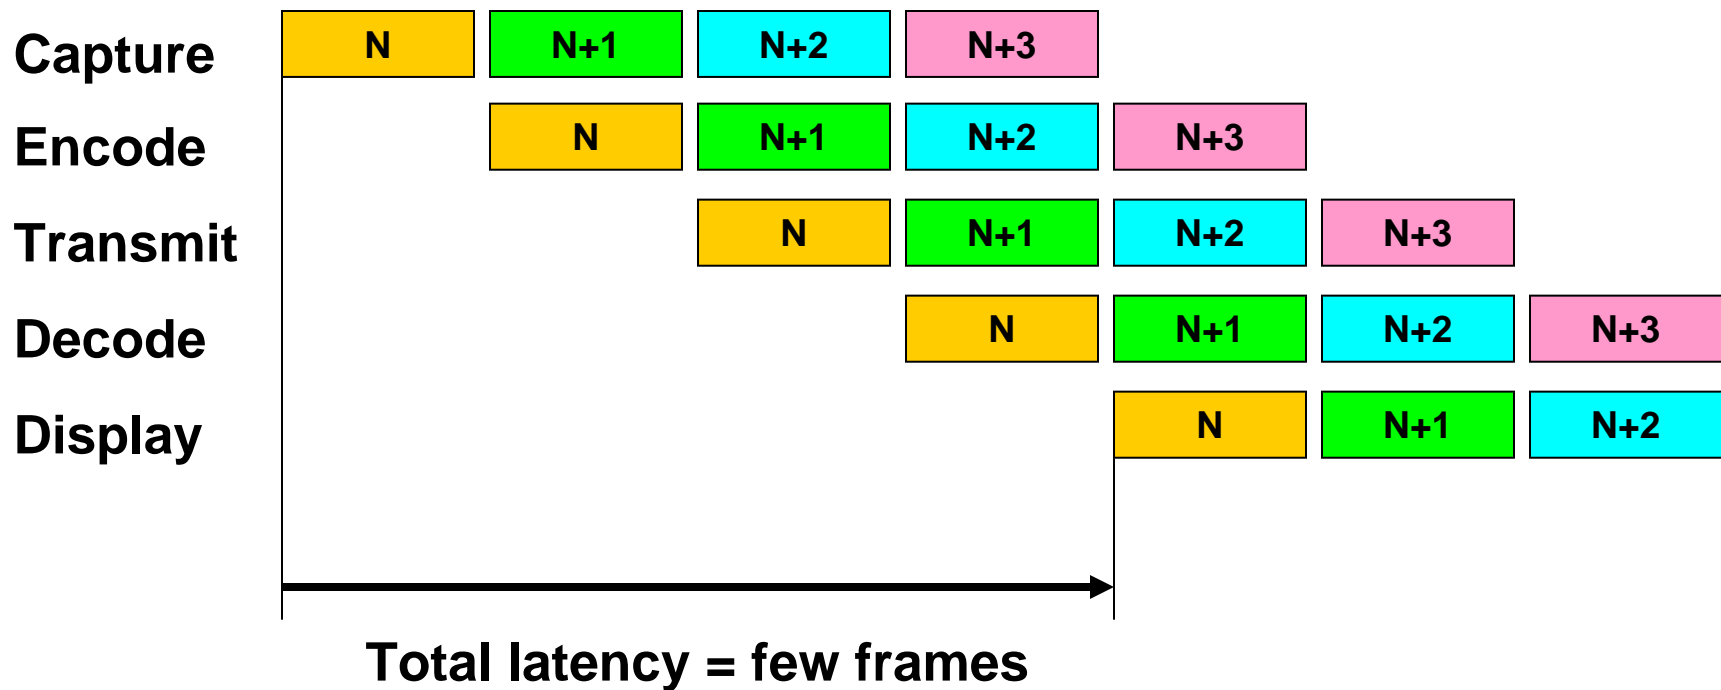 Capture N N+1 N+2 N+3
Encode N N+1 N+2 N+3
Transmit N N+1 N+2 N+3
Decode N N+1 N+2 N+3
Display N N+1 N+2
Total latency = few frames